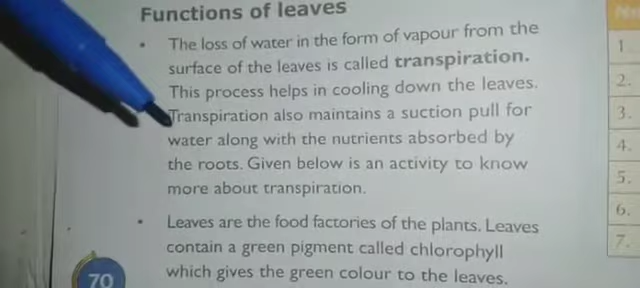 Functions of leaves
• The loss of water in the form of vapour from the
surface of the leaves is called transpiration.
This process helps in cooling down the leaves.
Transpiration also maintains a suction pull for
water along with the nutrients absorbed by
the roots. Given below is an activity to know
more about transpiration.
• Leaves are the food factories of the plants. Leaves
contain a green pigment called chlorophyll
which gives the green colour to the leaves.
70
1.
2.
3.
4.
5.
6.
7.